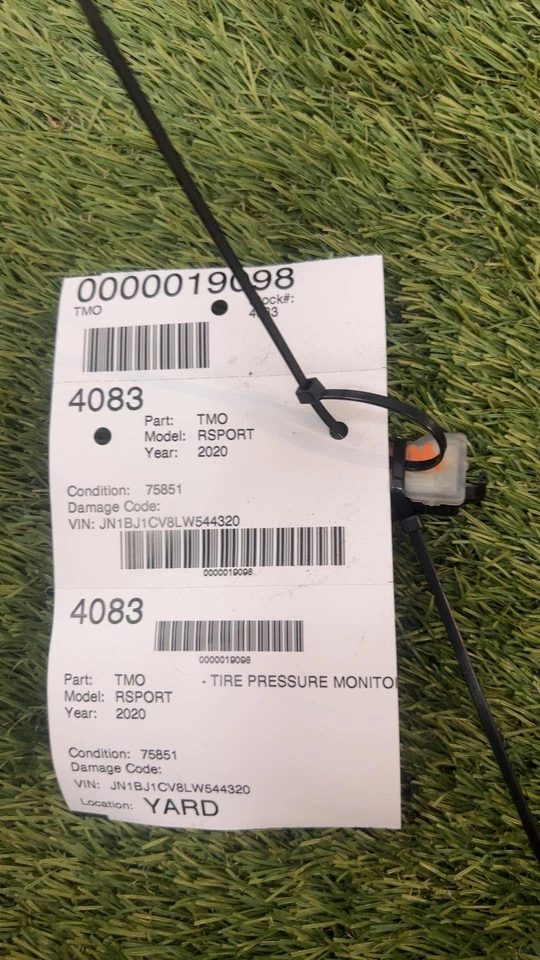 0000019098
TMO
ock#:
4083
4083
Part: TMO
Model: RSPORT
Year: 2020
Condition: 75851
Damage Code:
VIN: JN1BJ1CV8LW544320
0000019098
4083
0000019098
Part: TMO - TIRE PRESSURE MONITO
Model: RSPORT
Year: 2020
Condition: 75851
Damage Code:
VIN: JN1BJ1CV8LW544320
Location: YARD